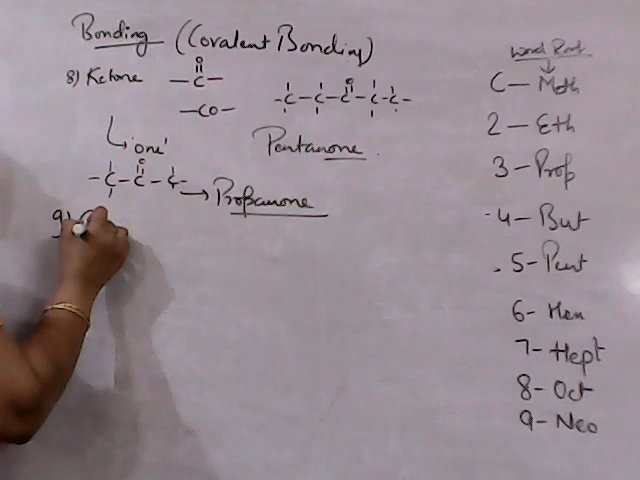 Bonding (Covalent Bonding)
8) Ketone
O
-C-
-CO-
O
-C-C-C-C-C-
Pentanone.
'one'
O
-C-C-C- → Propanone
9) C
Word Root
C - Meth
2 - Eth
3 - Prop
4 - But
5 - Pent
6 - Hex
7 - Hept
8 - Oct
9 - Neo